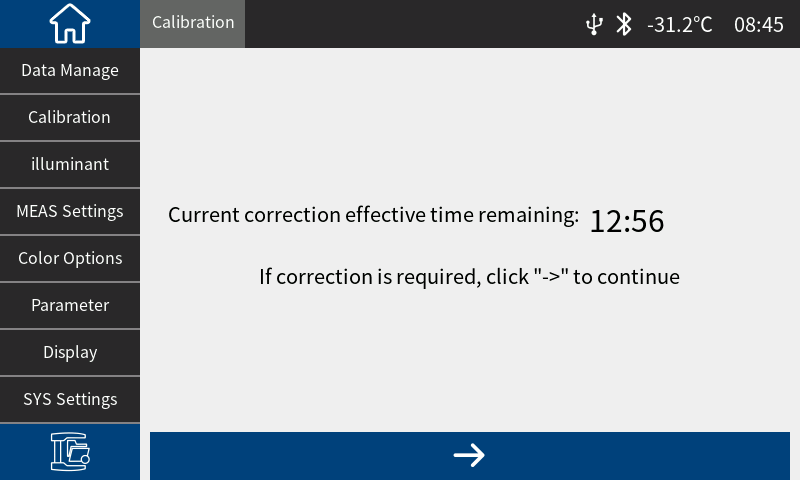 Calibration
-31.2°C 08:45
Data Manage
Calibration
illuminant
MEAS Settings
Color Options
Parameter
Display
SYS Settings
Current correction effective time remaining: 12:56
If correction is required, click "->" to continue